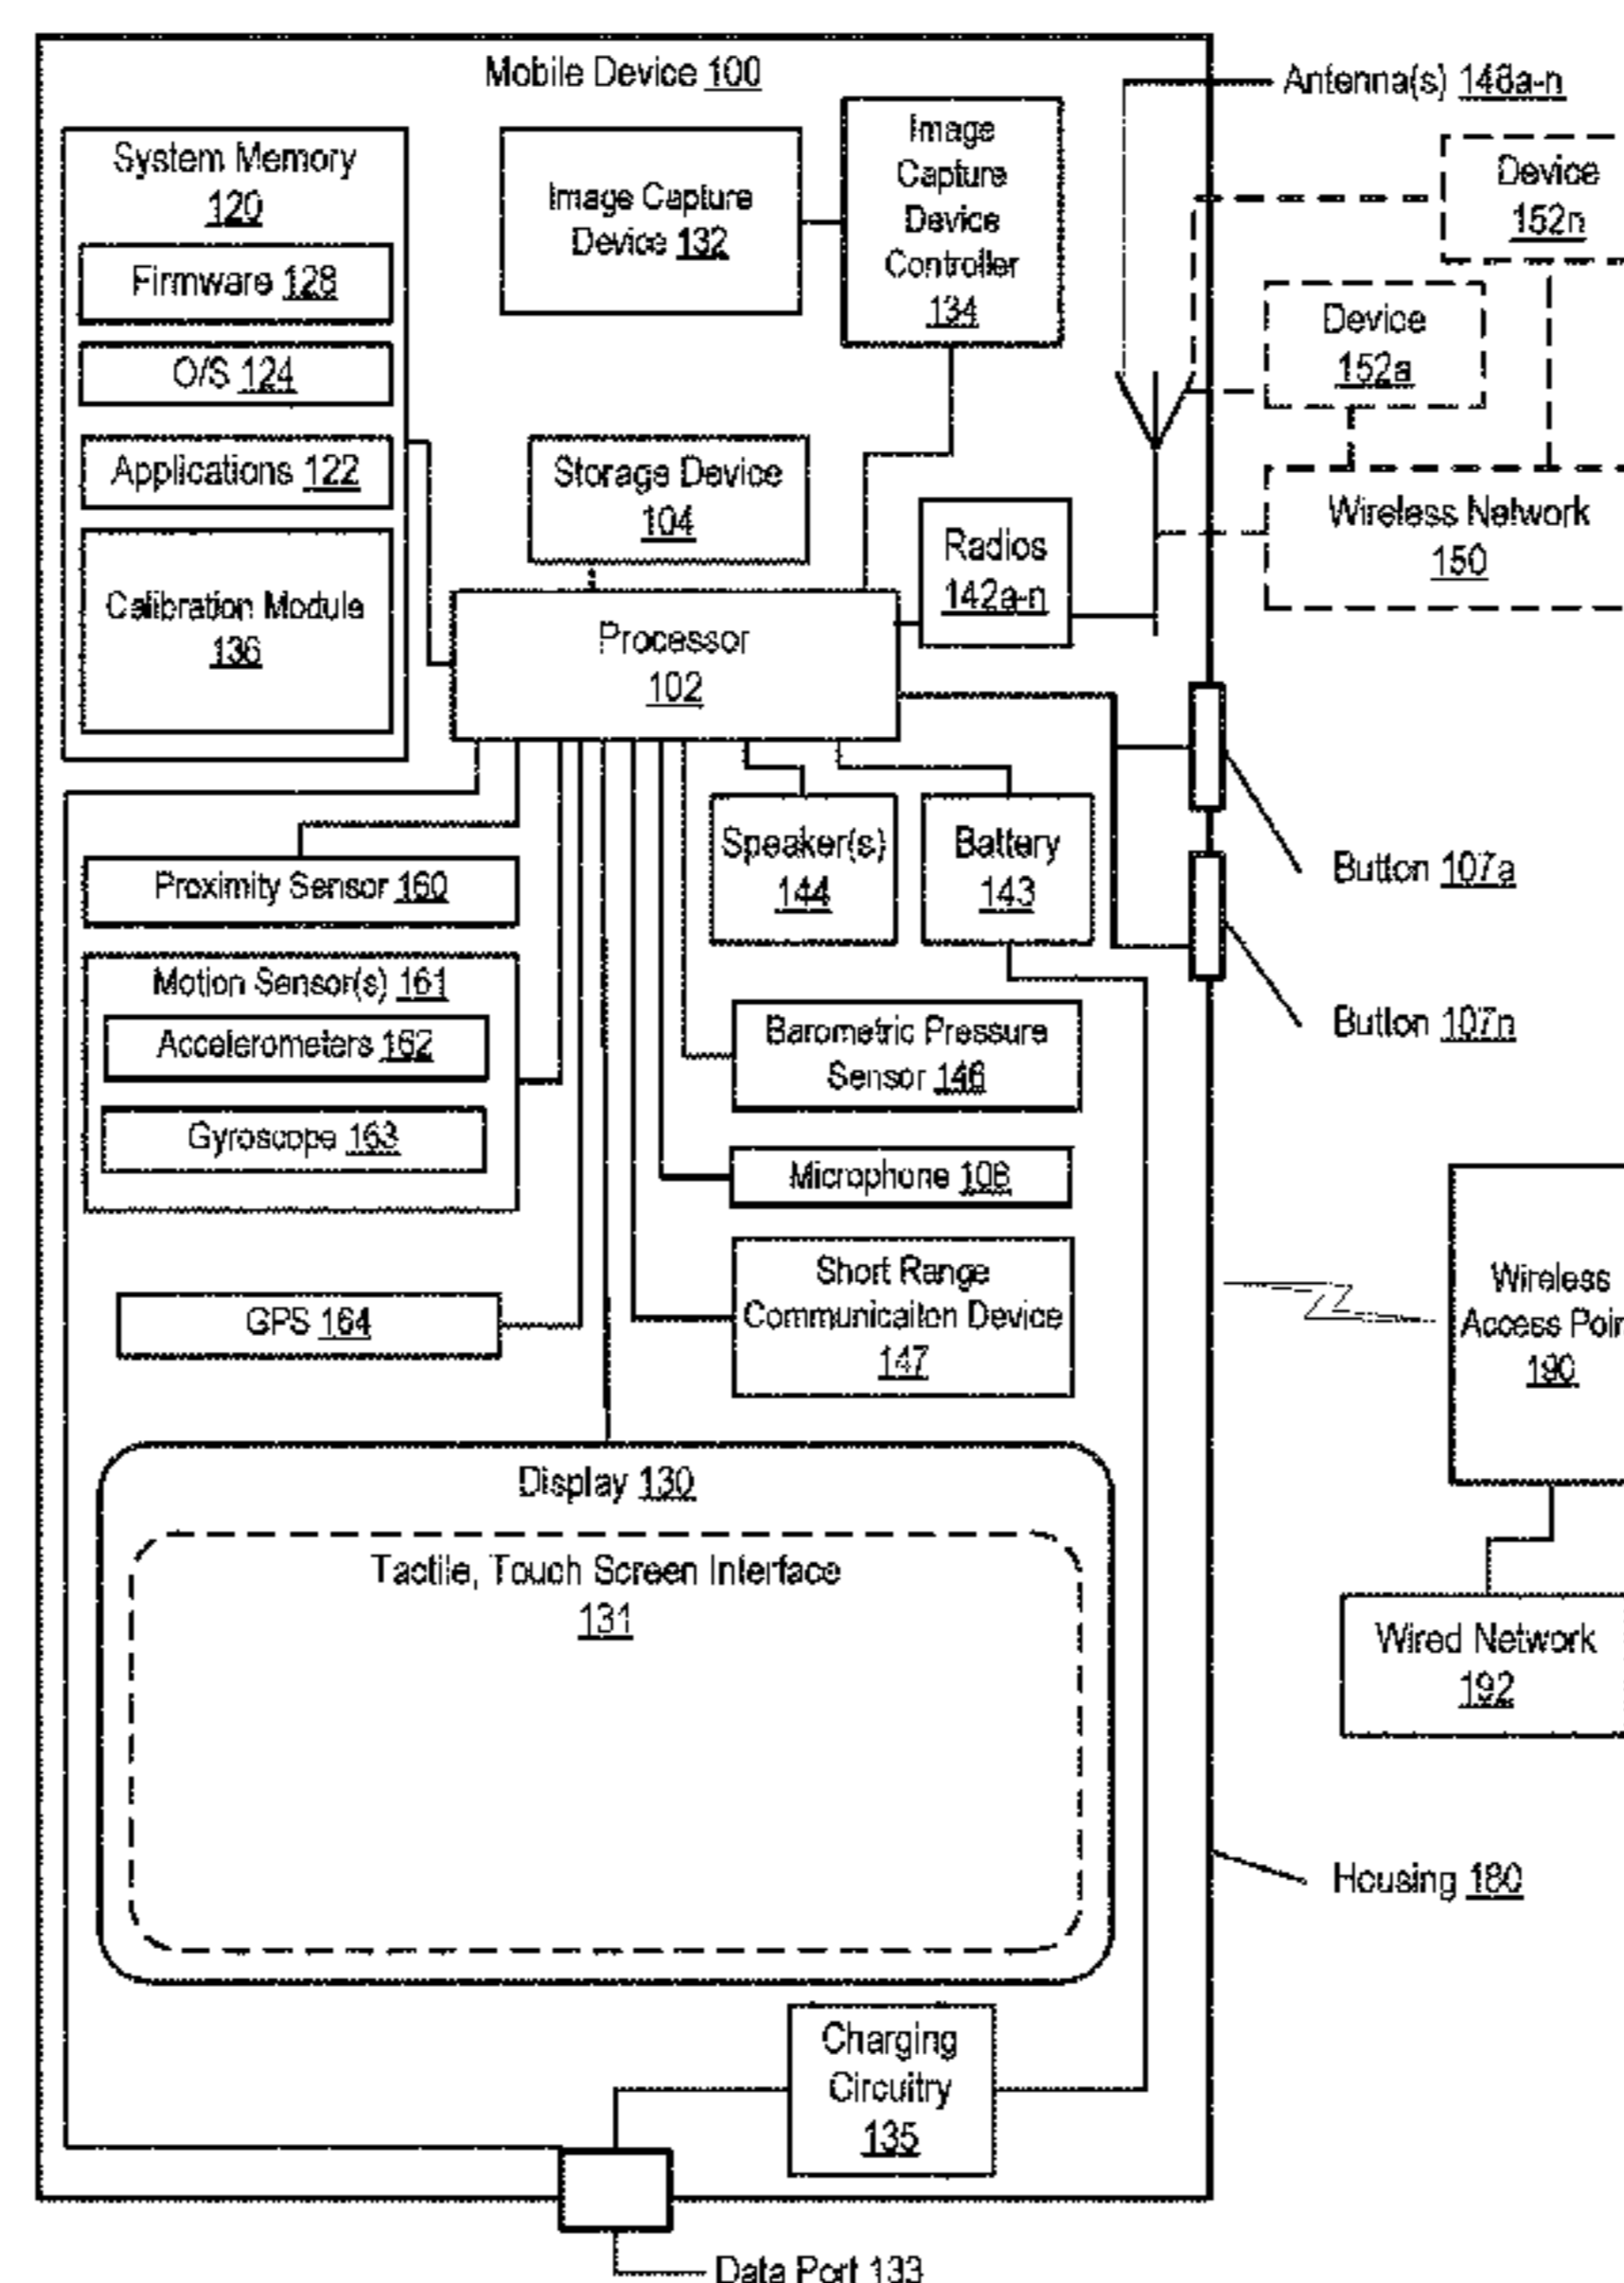 Mobile Device 100
Antenna(s) 148a-n
System Memory
120
Firmware 128
O/S 124
Applications 122
Calibration Module
136
Image Capture
Device 132
Image
Capture
Device
Controller
134
Device
152n
Device
152a
Wireless Network
150
Storage Device
104
Radios
142a-n
Processor
102
Speaker(s)
144
Battery
143
Button 107a
Button 107n
Proximity Sensor 160
Motion Sensor(s) 161
Accelerometers 162
Gyroscope 163
Barometric Pressure
Sensor 146
Microphone 106
Short Range
Communicaiton Device
147
GPS 164
Wireless
Access Poin
190
Wired Network
192
Display 130
Tactile, Touch Screen Interface
131
Housing 180
Charging
Circuitry
135
Data Port 133